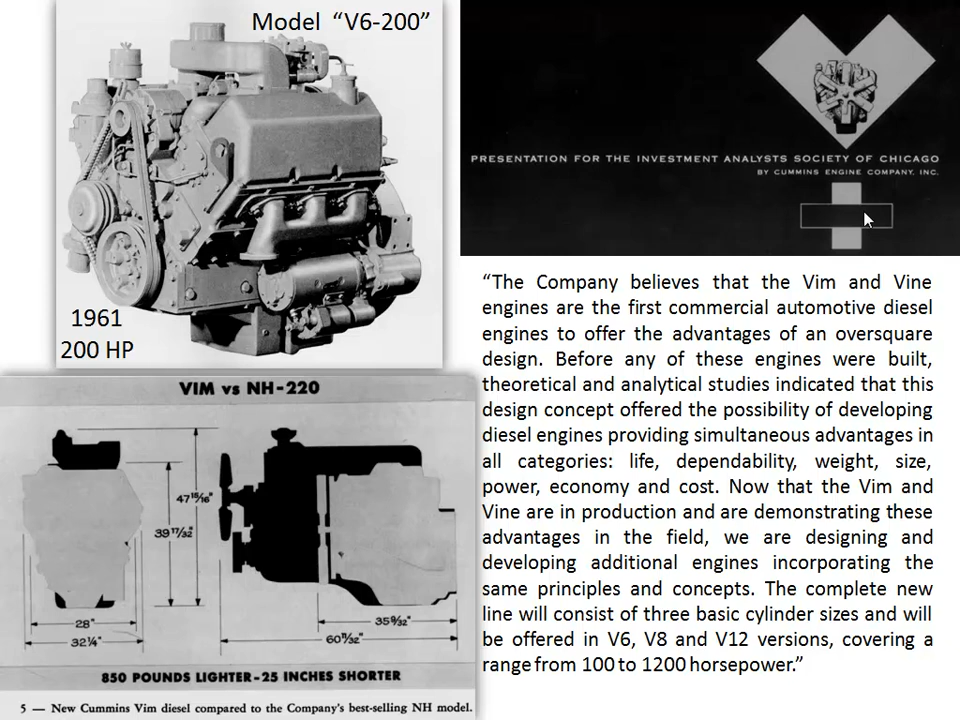 Model “V6-200”
1961
200 HP
PRESENTATION FOR THE INVESTMENT ANALYSTS SOCIETY OF CHICAGO
BY CUMMINS ENGINE COMPANY, INC.
“The Company believes that the Vim and Vine
engines are the first commercial automotive diesel
engines to offer the advantages of an oversquare
design. Before any of these engines were built,
theoretical and analytical studies indicated that this
design concept offered the possibility of developing
diesel engines providing simultaneous advantages in
all categories: life, dependability, weight, size,
power, economy and cost. Now that the Vim and
Vine are in production and are demonstrating these
advantages in the field, we are designing and
developing additional engines incorporating the
same principles and concepts. The complete new
line will consist of three basic cylinder sizes and will
be offered in V6, V8 and V12 versions, covering a
range from 100 to 1200 horsepower.”
VIM vs NH-220
47 15/16"
39 17/32"
28"
32 1/4"
35 9/32"
60 11/32"
850 POUNDS LIGHTER-25 INCHES SHORTER
5 — New Cummins Vim diesel compared to the Company's best-selling NH model.